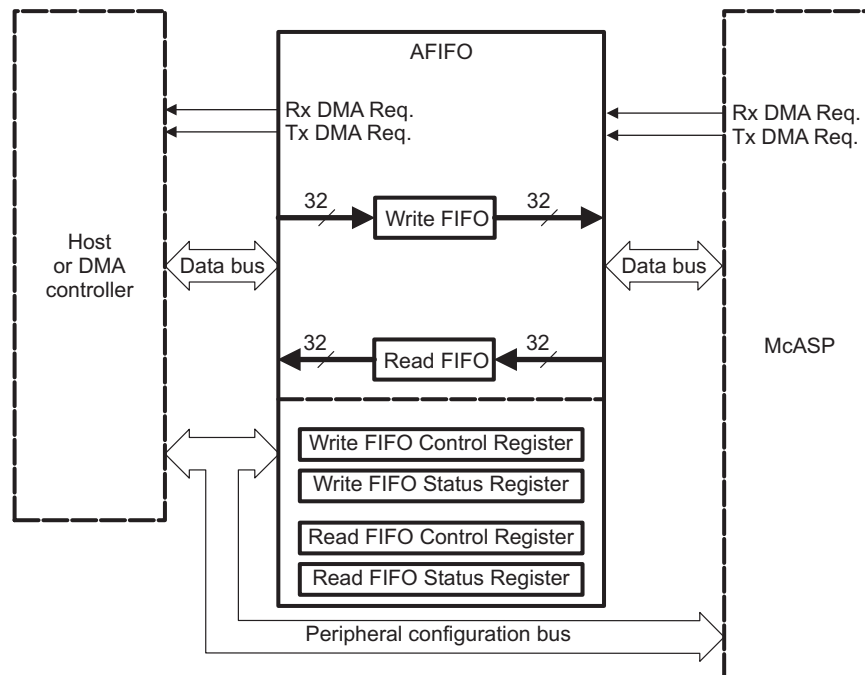 AFIFO
Rx DMA Req.
Tx DMA Req.
Rx DMA Req.
Tx DMA Req.
32
32
Write FIFO
Host
or DMA
controller
Data bus
Data bus
32
32
Read FIFO
McASP
Write FIFO Control Register
Write FIFO Status Register
Read FIFO Control Register
Read FIFO Status Register
Peripheral configuration bus